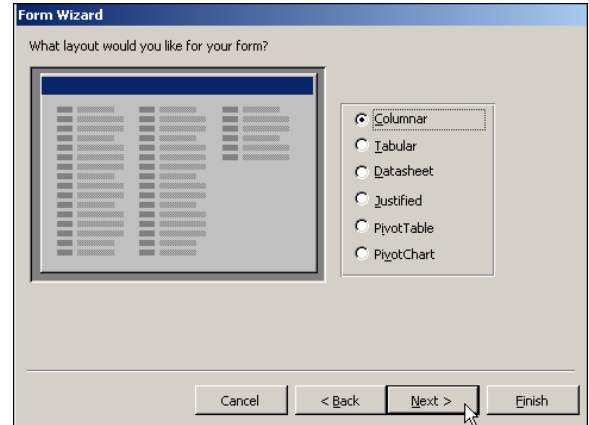 Form Wizard
What layout would you like for your form?
Columnar
Tabular
Datasheet
Justified
PivotTable
PivotChart
Cancel < Back Next > Finish